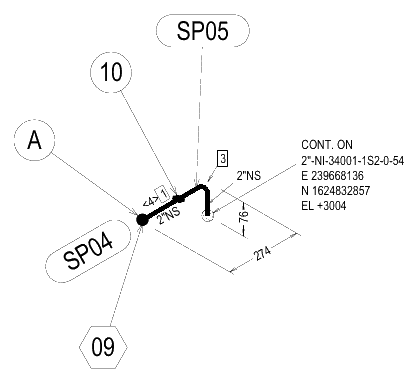 SP05
10
A
3
CONT. ON
2"-NI-34001-1S2-0-54
E 239668136
N 1624832857
EL +3004
2"NS
<4>
1
2"NS
76
274
SP04
09